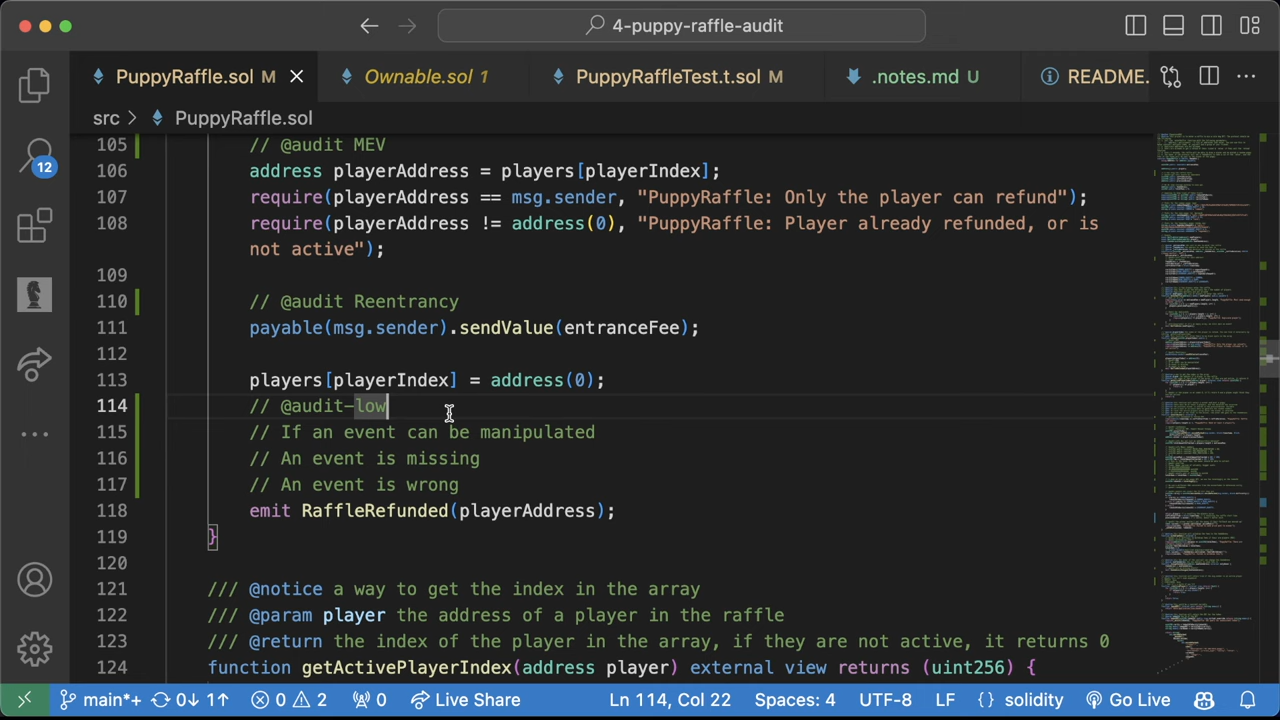 4-puppy-raffle-audit
PuppyRaffle.sol M
Ownable.sol 1
PuppyRaffleTest.t.sol M
.notes.md U
README.
src > PuppyRaffle.sol
12
105 // @audit MEV
106 address playerAddress = players[playerIndex];
107 require(playerAddress == msg.sender, "PuppyRaffle: Only the player can refund");
108 require(playerAddress != address(0), "PuppyRaffle: Player already refunded, or is
not active");
109
110 // @audit Reentrancy
111 payable(msg.sender).sendValue(entranceFee);
112
113 players[playerIndex] = address(0);
114 // @audit-low
115 // If an event can be manipulated
116 // An event is missing
117 // An event is wrong
118 emit RaffleRefunded(playerAddress);
119 }
120
121 /// @notice a way to get the index in the array
122 /// @param player the address of a player in the raffle
123 /// @return the index of the player in the array, if they are not active, it returns 0
124 function getActivePlayerIndex(address player) external view returns (uint256) {
main*+ 0↓ 1↑ 0 2 0 Live Share Ln 114, Col 22 Spaces: 4 UTF-8 LF {} solidity Go Live